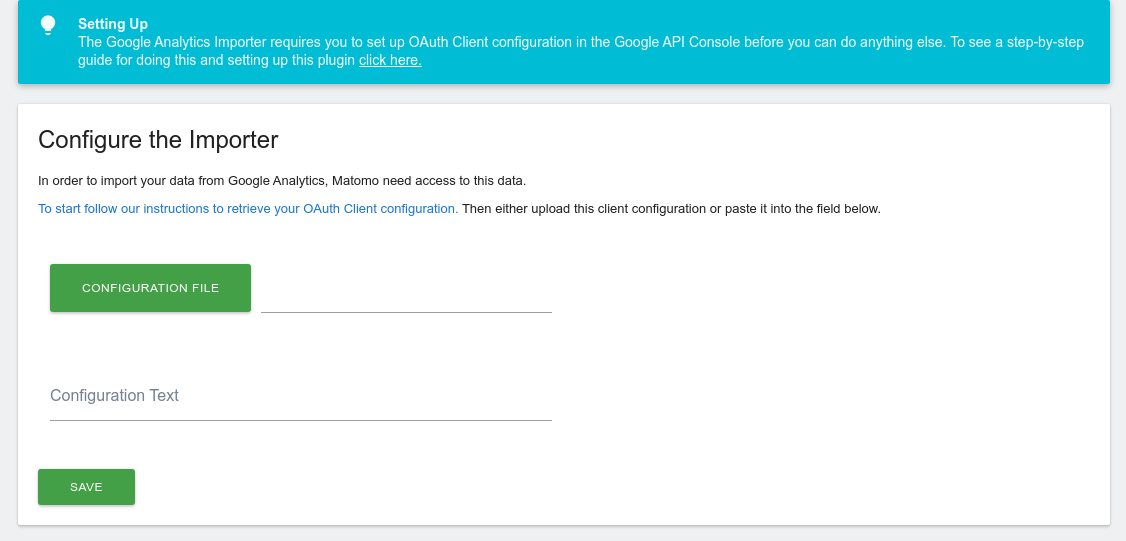 Setting Up
The Google Analytics Importer requires you to set up OAuth Client configuration in the Google API Console before you can do anything else. To see a step-by-step
guide for doing this and setting up this plugin click here.
Configure the Importer
In order to import your data from Google Analytics, Matomo need access to this data.
To start follow our instructions to retrieve your OAuth Client configuration. Then either upload this client configuration or paste it into the field below.
CONFIGURATION FILE
Configuration Text
SAVE